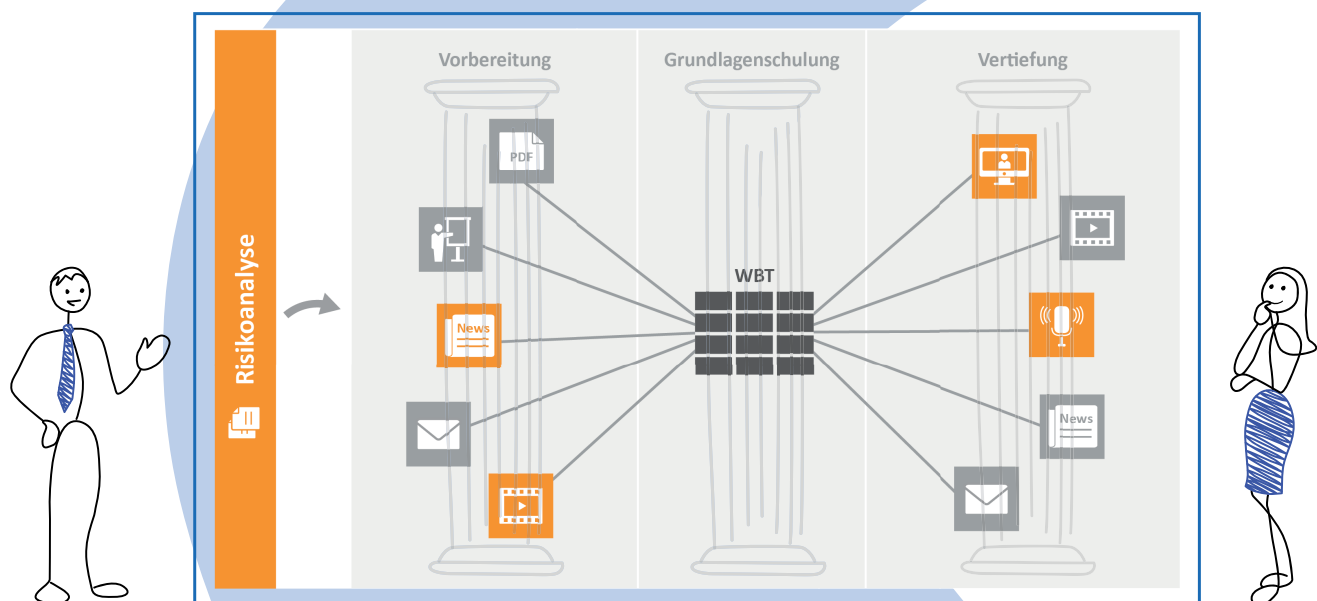 Risikoanalyse
Vorbereitung
Grundlagenschulung
Vertiefung
PDF
News
WBT
News